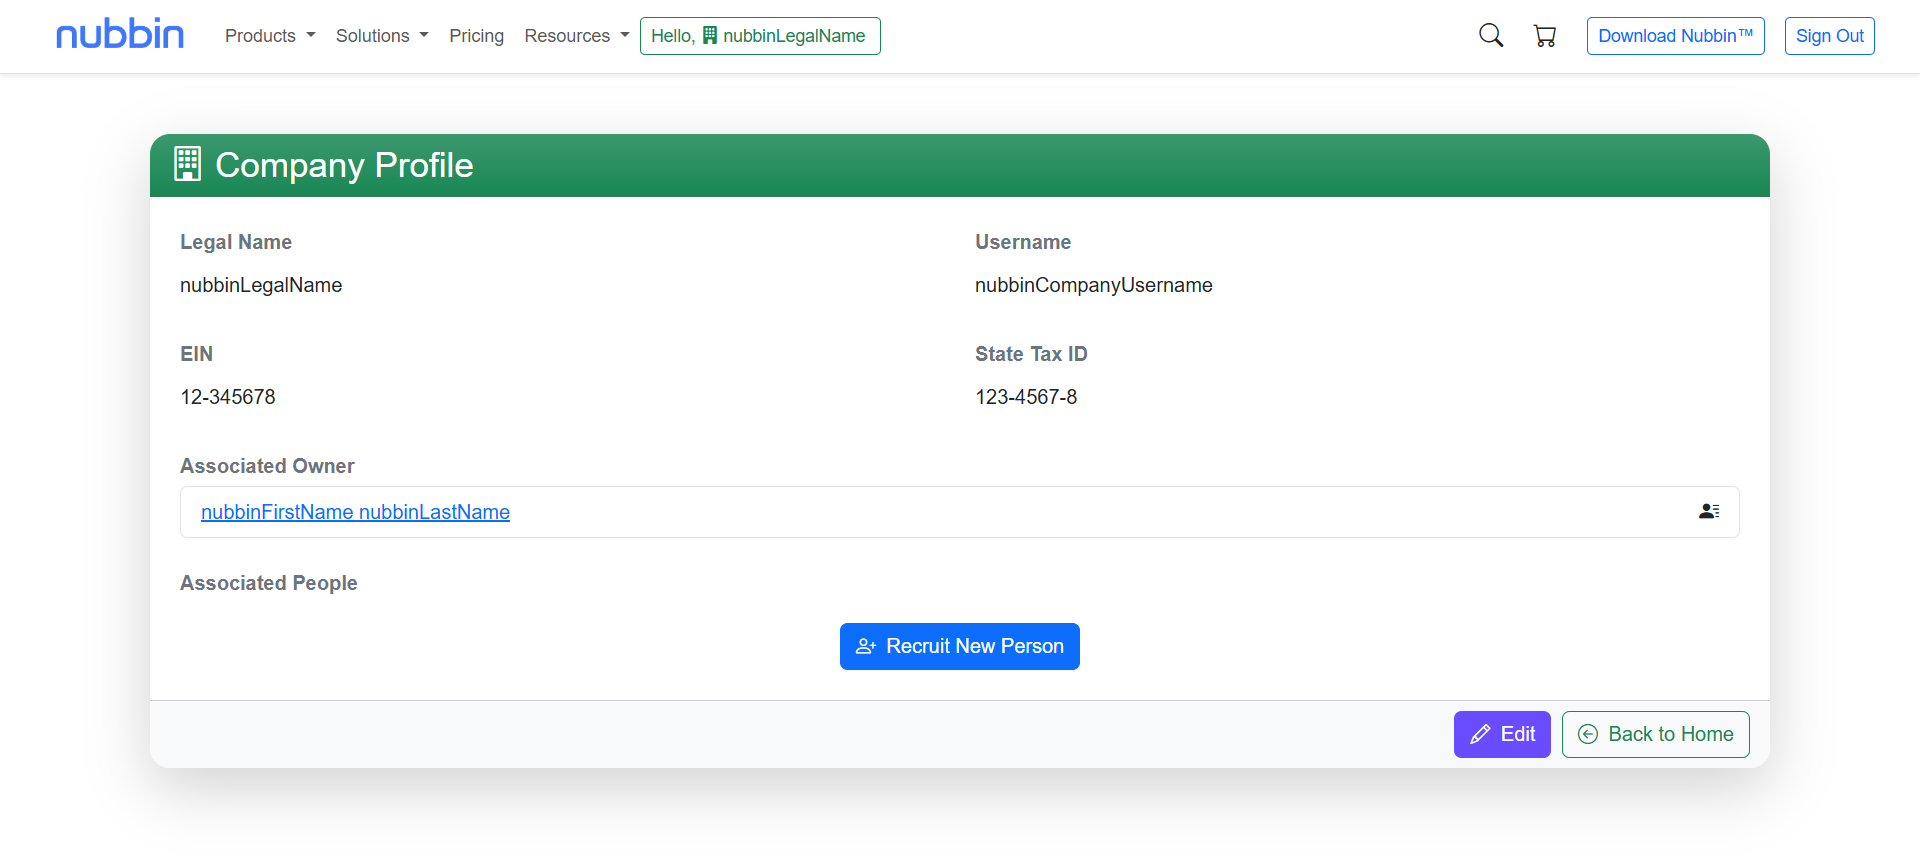 nubbin Products Solutions Pricing Resources Hello, nubbinLegalName Download Nubbin™ Sign Out
Company Profile
Legal Name Username
nubbinLegalName nubbinCompanyUsername
EIN State Tax ID
12-345678 123-4567-8
Associated Owner
nubbinFirstName nubbinLastName
Associated People
Recruit New Person
Edit Back to Home